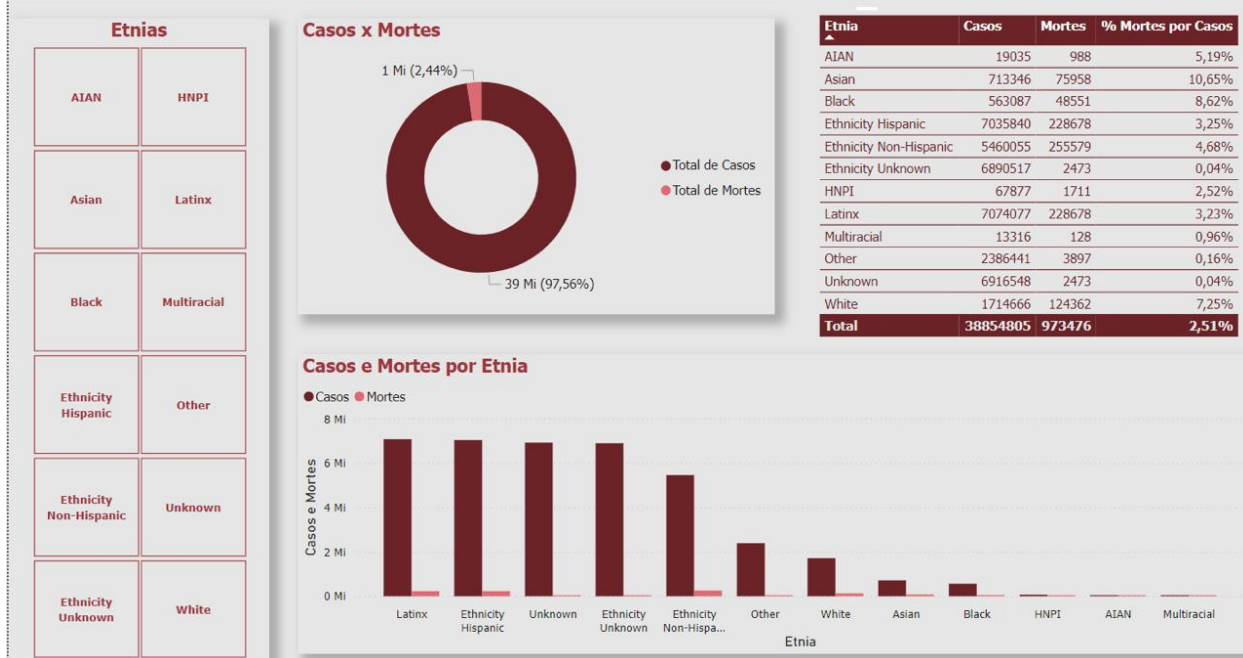 Etnias
AIAN HNPI
Asian Latinx
Black Multiracial
Ethnicity
Hispanic
Other
Ethnicity
Non-Hispanic
Unknown
Ethnicity
Unknown
White
Casos x Mortes
1 Mi (2,44%)
39 Mi (97,56%)
Total de Casos
Total de Mortes
Etnia Casos Mortes % Mortes por Casos
AIAN 19035 988 5,19%
Asian 713346 75958 10,65%
Black 563087 48551 8,62%
Ethnicity Hispanic 7035840 228678 3,25%
Ethnicity Non-Hispanic 5460055 255579 4,68%
Ethnicity Unknown 6890517 2473 0,04%
HNPI 67877 1711 2,52%
Latinx 7074077 228678 3,23%
Multiracial 13316 128 0,96%
Other 2386441 3897 0,16%
Unknown 6916548 2473 0,04%
White 1714666 124362 7,25%
Total 38854805 973476 2,51%
Casos e Mortes por Etnia
Casos Mortes
Casos e Mortes
8 Mi
6 Mi
4 Mi
2 Mi
0 Mi
Latinx
Ethnicity
Hispanic
Unknown
Ethnicity
Unknown
Ethnicity
Non-Hispa...
Other
White
Asian
Black
HNPI
AIAN
Multiracial
Etnia